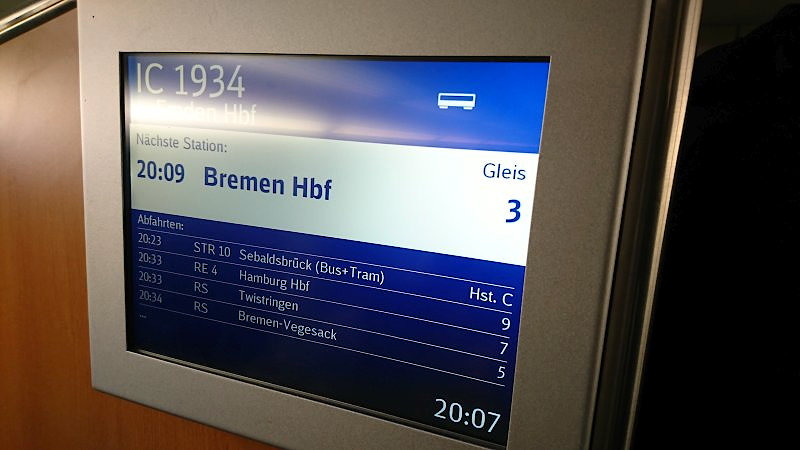 IC 1934
Emden Hbf
Nächste Station:
Gleis
20:09 Bremen Hbf 3
Abfahrten:
20:23 STR 10 Sebaldsbrück (Bus+Tram) Hst. C
20:33 RE 4 Hamburg Hbf 9
20:33 RS Twistringen 7
20:34 RS Bremen-Vegesack 5
...
20:07